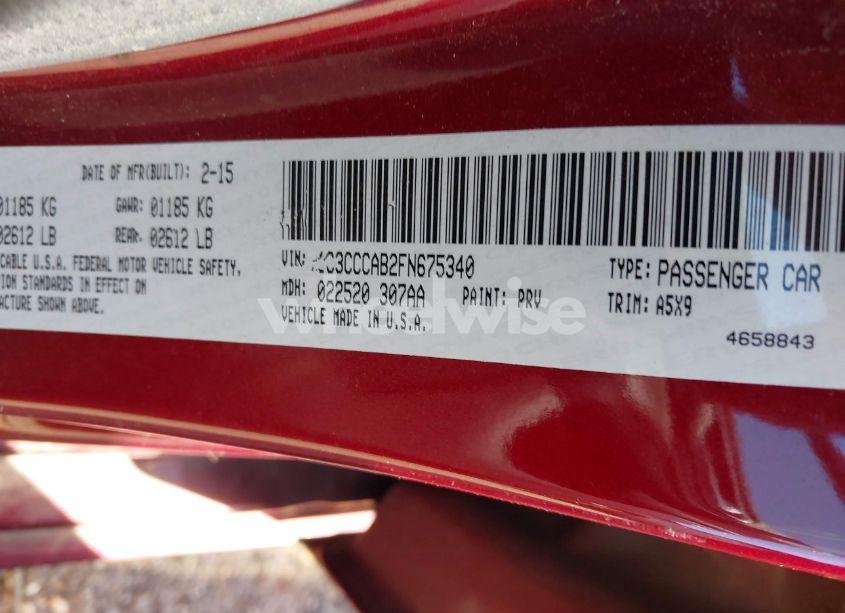 DATE OF MFR(BUILT): 2-15
01185 KG GAWR: 01185 KG
02612 LB REAR: 02612 LB
CABLE U.S.A. FEDERAL MOTOR VEHICLE SAFETY,
ION STANDARDS IN EFFECT ON
FACTURE SHOWN ABOVE.
VIN: C3CCCAB2FN675340 TYPE: PASSENGER CAR
MDH: 022520 307AA PAINT: PRV TRIM: A5X9
VEHICLE MADE IN U.S.A.
4658843
wheelwise